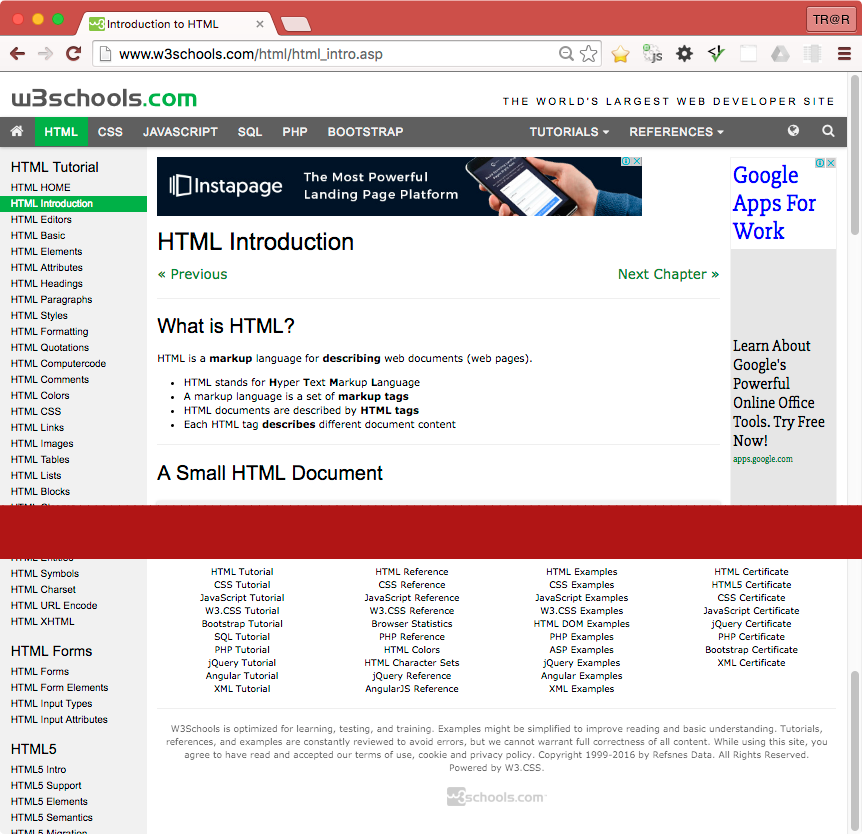 Introduction to HTML
TR@R
www.w3schools.com/html/html_intro.asp
js
w3schools.com
THE WORLD'S LARGEST WEB DEVELOPER SITE
HTML CSS JAVASCRIPT SQL PHP BOOTSTRAP TUTORIALS REFERENCES
HTML Tutorial
HTML HOME
HTML Introduction
HTML Editors
HTML Basic
HTML Elements
HTML Attributes
HTML Headings
HTML Paragraphs
HTML Styles
HTML Formatting
HTML Quotations
HTML Computercode
HTML Comments
HTML Colors
HTML CSS
HTML Links
HTML Images
HTML Tables
HTML Lists
HTML Blocks
HTML Entities
HTML Symbols
HTML Charset
HTML URL Encode
HTML XHTML
HTML Forms
HTML Forms
HTML Form Elements
HTML Input Types
HTML Input Attributes
HTML5
HTML5 Intro
HTML5 Support
HTML5 Elements
HTML5 Semantics
HTML5 Migration
Instapage
The Most Powerful
Landing Page Platform
HTML Introduction
« Previous
Next Chapter »
What is HTML?
HTML is a markup language for describing web documents (web pages).
• HTML stands for Hyper Text Markup Language
• A markup language is a set of markup tags
• HTML documents are described by HTML tags
• Each HTML tag describes different document content
A Small HTML Document
Google
Apps For
Work
Learn About
Google's
Powerful
Online Office
Tools. Try Free
Now!
apps.google.com
HTML Tutorial
CSS Tutorial
JavaScript Tutorial
W3.CSS Tutorial
Bootstrap Tutorial
SQL Tutorial
PHP Tutorial
jQuery Tutorial
Angular Tutorial
XML Tutorial
HTML Reference
CSS Reference
JavaScript Reference
W3.CSS Reference
Browser Statistics
PHP Reference
HTML Colors
HTML Character Sets
jQuery Reference
AngularJS Reference
HTML Examples
CSS Examples
JavaScript Examples
W3.CSS Examples
HTML DOM Examples
PHP Examples
ASP Examples
jQuery Examples
Angular Examples
XML Examples
HTML Certificate
HTML5 Certificate
CSS Certificate
JavaScript Certificate
jQuery Certificate
PHP Certificate
Bootstrap Certificate
XML Certificate
W3Schools is optimized for learning, testing, and training. Examples might be simplified to improve reading and basic understanding. Tutorials,
references, and examples are constantly reviewed to avoid errors, but we cannot warrant full correctness of all content. While using this site, you
agree to have read and accepted our terms of use, cookie and privacy policy. Copyright 1999-2016 by Refsnes Data. All Rights Reserved.
Powered by W3.CSS.
w3schools.com